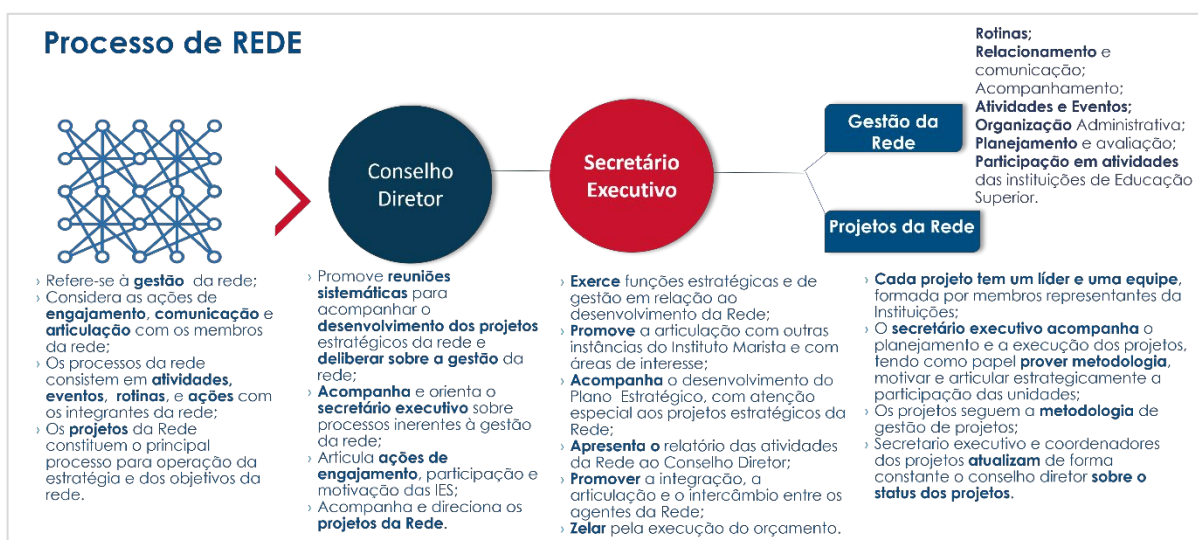 Processo de REDE
Rotinas;
Relacionamento e
comunicação;
Acompanhamento;
Atividades e Eventos;
Organização Administrativa;
Planejamento e avaliação;
Participação em atividades
das instituições de Educação
Superior.
Conselho
Diretor
Secretário
Executivo
Gestão da
Rede
Projetos da Rede
› Refere-se à gestão da rede;
› Considera as ações de
engajamento, comunicação e
articulação com os membros
da rede;
› Os processos da rede
consistem em atividades,
eventos, rotinas, e ações com
os integrantes da rede;
› Os projetos da Rede
constituem o principal
processo para operação da
estratégia e dos objetivos da
rede.
› Promove reuniões
sistemáticas para
acompanhar o
desenvolvimento dos projetos
estratégicos da rede e
deliberar sobre a gestão da
rede;
› Acompanha e orienta o
secretário executivo sobre
processos inerentes à gestão
da rede;
› Articula ações de
engajamento, participação e
motivação das IES;
› Acompanha e direciona os
projetos da Rede.
› Exerce funções estratégicas e de
gestão em relação ao
desenvolvimento da Rede;
› Promove a articulação com outras
instâncias do Instituto Marista e com
áreas de interesse;
› Acompanha o desenvolvimento do
Plano Estratégico, com atenção
especial aos projetos estratégicos da
Rede;
› Apresenta o relatório das atividades
da Rede ao Conselho Diretor;
› Promover a integração, a
articulação e o intercâmbio entre os
agentes da Rede;
› Zelar pela execução do orçamento.
› Cada projeto tem um líder e uma equipe,
formada por membros representantes da
Instituições;
› O secretário executivo acompanha o
planejamento e a execução dos projetos,
tendo como papel prover metodologia,
motivar e articular estrategicamente a
participação das unidades;
› Os projetos seguem a metodologia de
gestão de projetos;
› Secretario executivo e coordenadores
dos projetos atualizam de forma
constante o conselho diretor sobre o
status dos projetos.